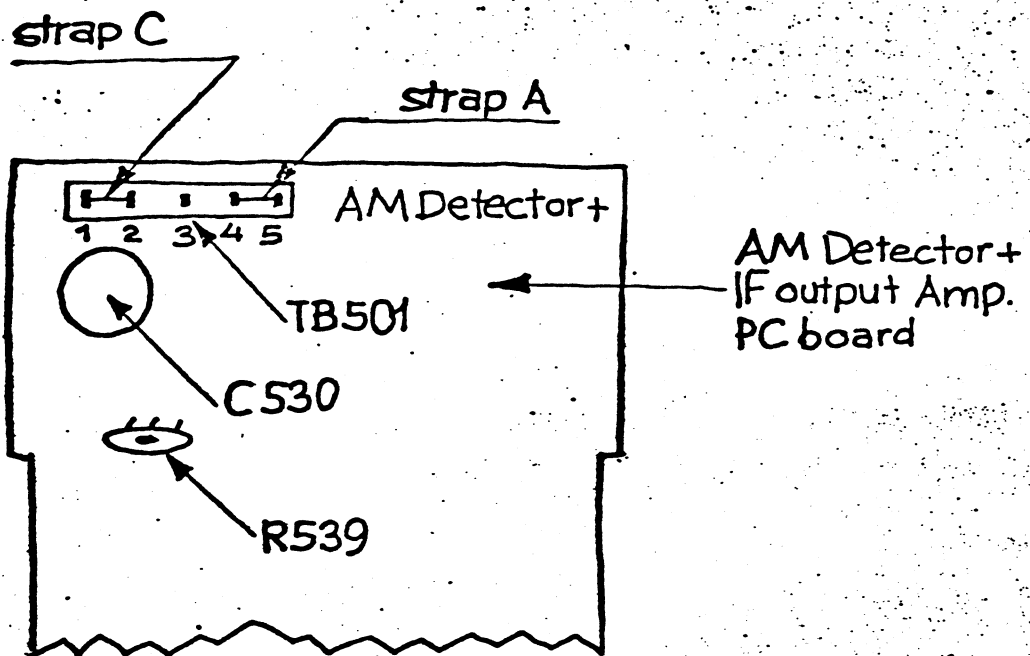 strap C
strap A
AM Detector+
1 2 3 4 5
AM Detector+
IF output Amp.
PC board
TB501
C530
R539